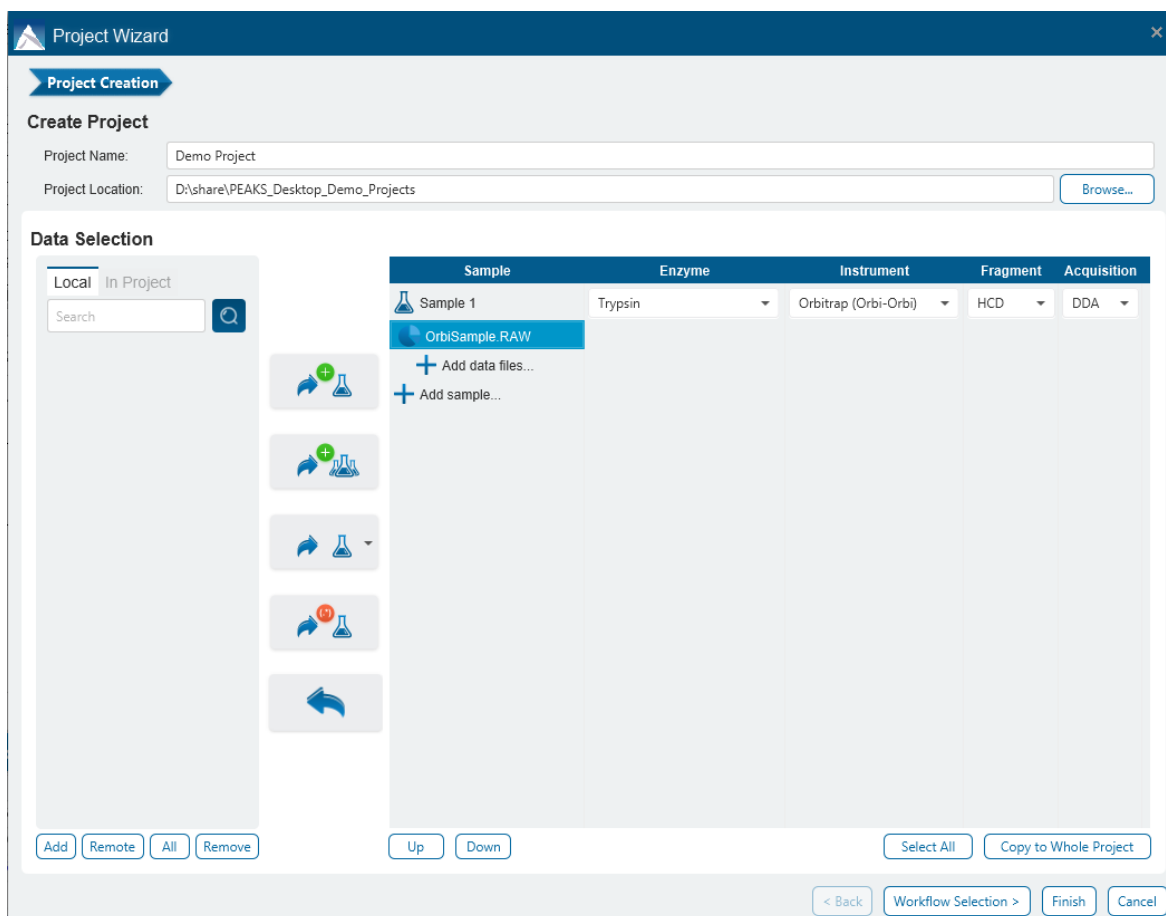 Project Wizard
Project Creation
Create Project
Project Name: Demo Project
Project Location: D:\share\PEAKS_Desktop_Demo_Projects Browse...
Data Selection
Local In Project
Search
Sample Enzyme Instrument Fragment Acquisition
Sample 1 Trypsin Orbitrap (Orbi-Orbi) HCD DDA
OrbiSample.RAW
Add data files...
Add sample...
Add Remote All Remove Up Down Select All Copy to Whole Project
< Back Workflow Selection > Finish Cancel